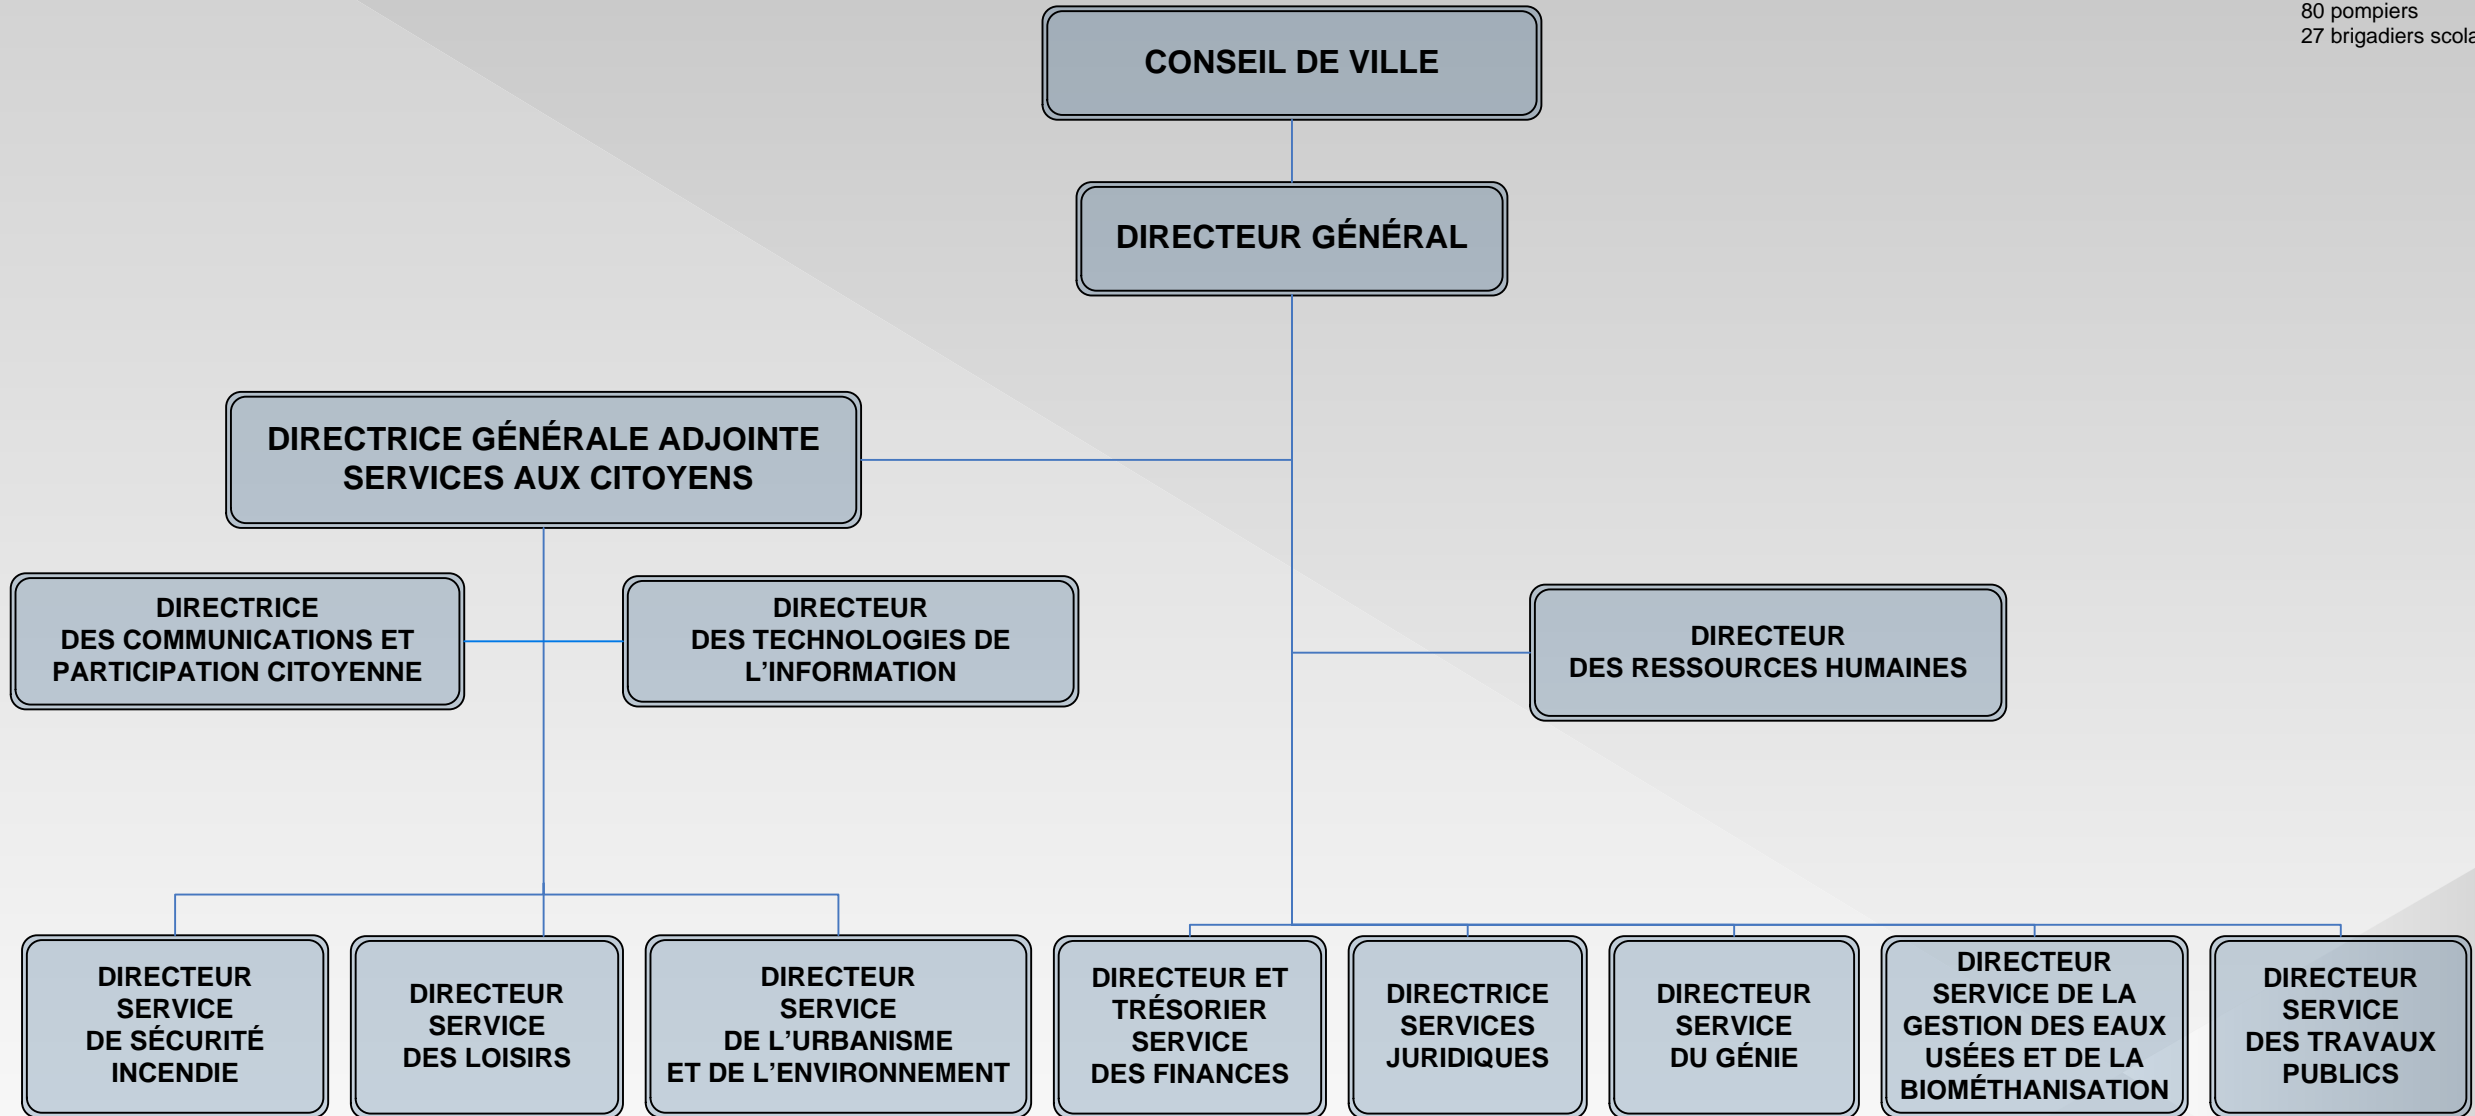 80 pompiers
27 brigadiers
CONSEIL DE VILLE
DIRECTEUR GÉNÉRAL
DIRECTRICE GÉNÉRALE ADJOINTE
SERVICES AUX CITOYENS
DIRECTRICE
DES COMMUNICATIONS ET
PARTICIPATION CITOYENNE
DIRECTEUR
DES TECHNOLOGIES DE
L’INFORMATION
DIRECTEUR
DES RESSOURCES HUMAINES
DIRECTEUR
SERVICE
DE SÉCURITÉ
INCENDIE
DIRECTEUR
SERVICE
DES LOISIRS
DIRECTEUR
SERVICE
DE L’URBANISME
ET DE L’ENVIRONNEMENT
DIRECTEUR ET
TRÉSORIER
SERVICE
DES FINANCES
DIRECTRICE
SERVICES
JURIDIQUES
DIRECTEUR
SERVICE
DU GÉNIE
DIRECTEUR
SERVICE DE LA
GESTION DES EAUX
USÉES ET DE LA
BIOMÉTHANISATION
DIRECTEUR
SERVICE
DES TRAVAUX
PUBLICS